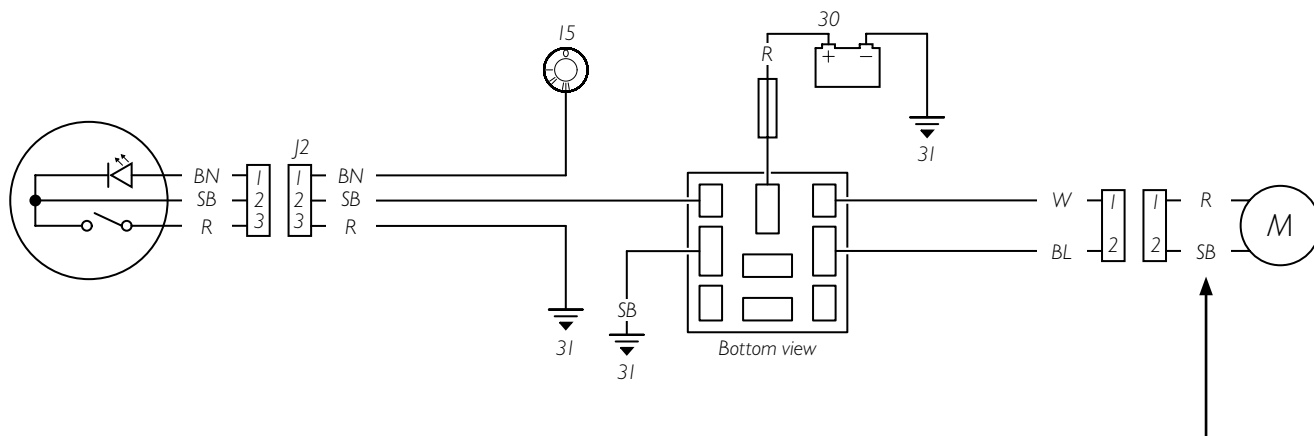 30
15
R
+ −
0
31
J2
BN 1 1 BN
SB 2 2 SB W 1 1 R
R 3 3 R
M
BL 2 2 SB
SB
31
Bottom view
31